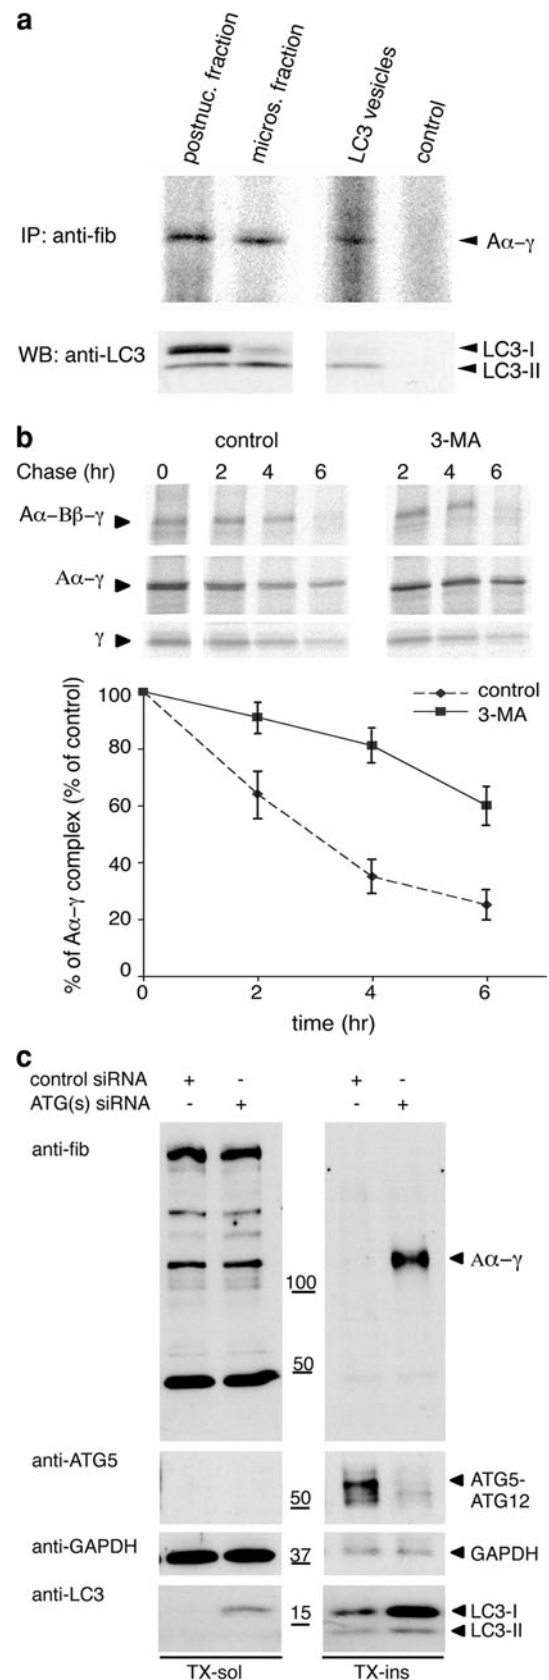 a
postnuc. fraction
micros. fraction
LC3 vesicles
control
IP: anti-fib
Aα-γ
WB: anti-LC3
LC3-I
LC3-II
b
control 3-MA
Chase (hr) 0 2 4 6 2 4 6
Aα-Bβ-γ
Aα-γ
γ
control
3-MA
% of Aα-γ complex (% of control)
100
80
60
40
20
0
0 2 4 6
time (hr)
c
control siRNA + - + -
ATG(s) siRNA - + - +
anti-fib
Aα-γ
100
50
anti-ATG5
ATG5-
ATG12
50
anti-GAPDH
37
GAPDH
anti-LC3
15
LC3-I
LC3-II
TX-sol TX-ins